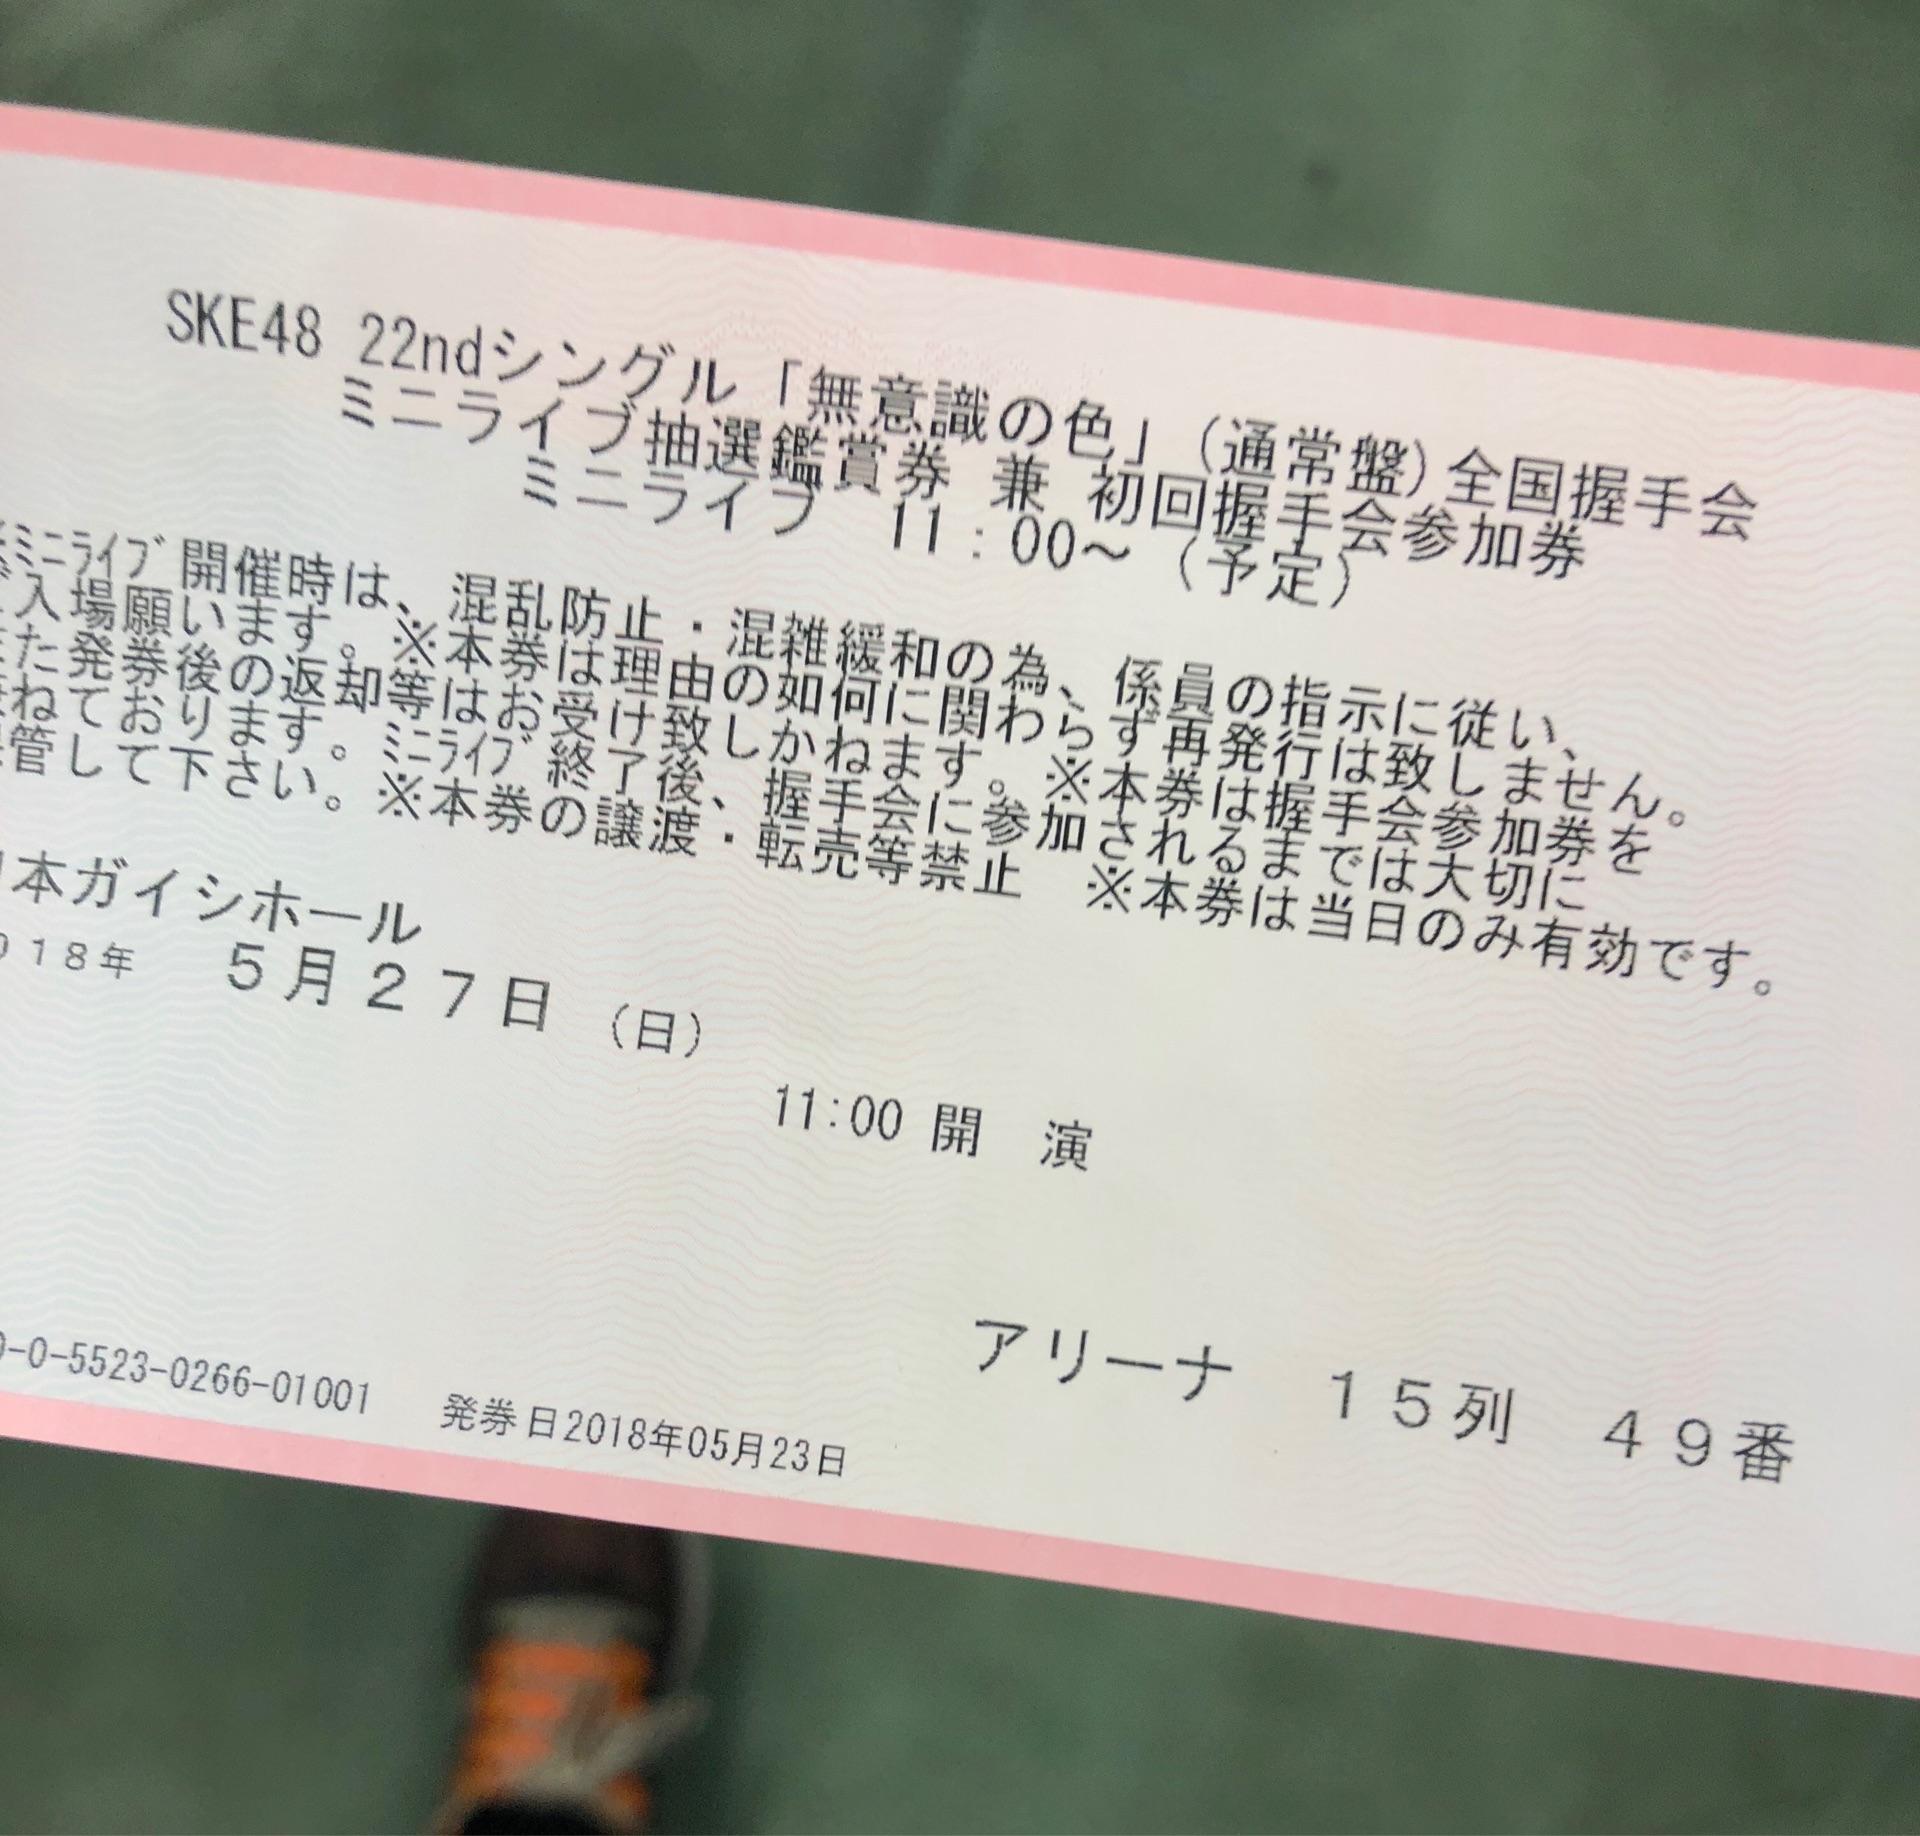 SKE48 22ndシングル「無意識の色」(通常盤)全国握手会
ミニライブ抽選鑑賞券 兼 初回握手会参加券
ミニライブ 11:00~ (予定)
ﾐﾆﾗｲﾌﾞ開催時は、混乱防止・混雑緩和の為、係員の指示に従い、
入場願います。※本券は理由の如何に関わらず再発行は致しません。
た発券後の返却等はお受け致しかねます。※本券は握手会参加券を
ねております。ﾐﾆﾗｲﾌﾞ終了後、握手会に参加されるまでは大切に
管して下さい。※本券の譲渡・転売等禁止 ※本券は当日のみ有効です。
本ガイシホール
018年 5月27日 (日)
11:00 開 演
アリーナ 15列 49番
-0-5523-0266-01001 発券日2018年05月23日